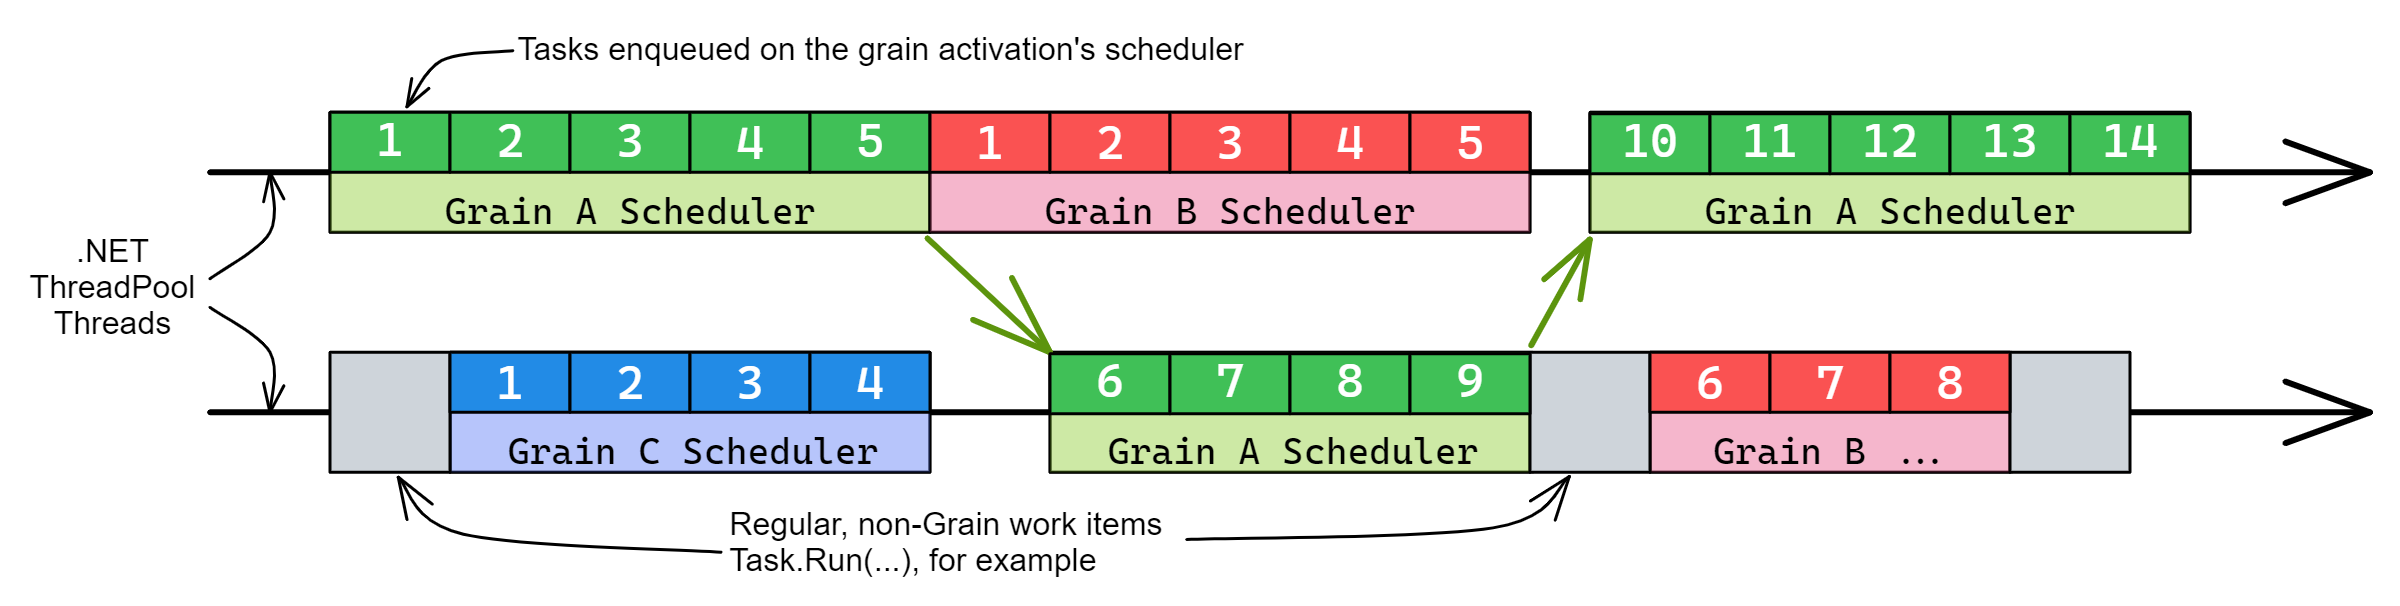 Tasks enqueued on the grain activation's scheduler
1 2 3 4 5 1 2 3 4 5 10 11 12 13 14
Grain A Scheduler Grain B Scheduler Grain A Scheduler
.NET
ThreadPool
Threads
1 2 3 4 6 7 8 9 6 7 8
Grain C Scheduler Grain A Scheduler Grain B ...
Regular, non-Grain work items
Task.Run(...), for example